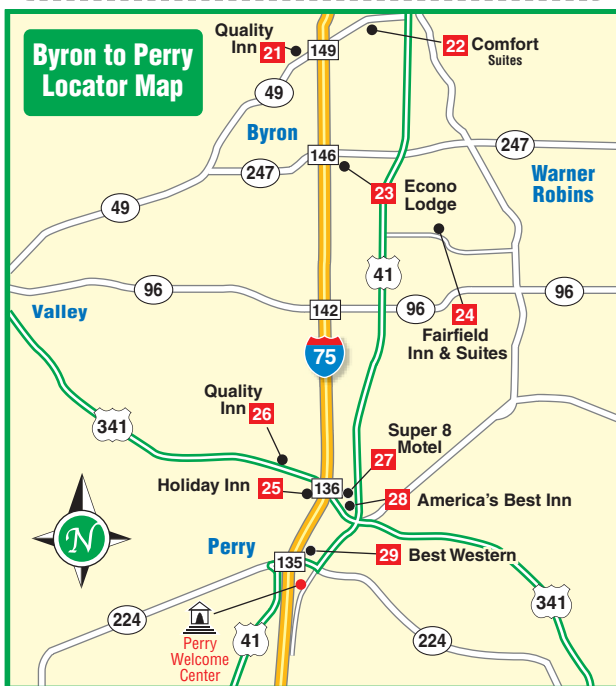 Byron to Perry
Locator Map
Quality
Inn 21
149
22 Comfort
Suites
49
Byron
146
247
247
Warner
Robins
23 Econo
Lodge
49
41
96
142
96
96
Valley
24
Fairfield
Inn & Suites
75
Quality
Inn 26
341
Super 8
Motel
27
Holiday Inn 25
136
28 America's Best Inn
N
Perry
135
29 Best Western
224
341
Perry
Welcome
Center
41
224